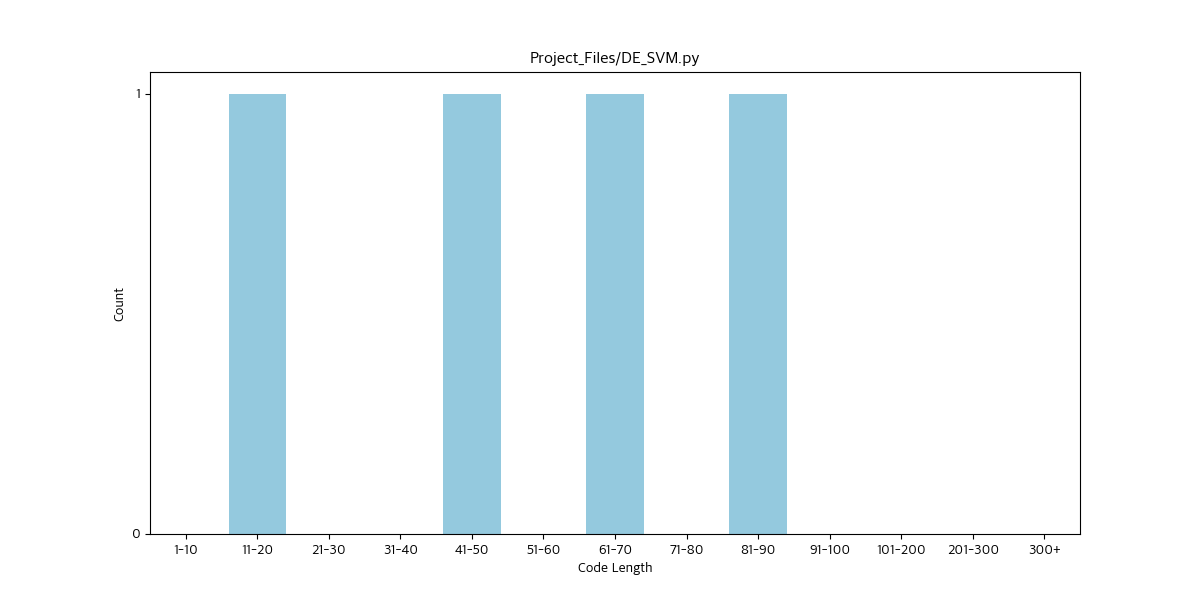 Project_Files/DE_SVM.py
1
Count
0
1-10 11-20 21-30 31-40 41-50 51-60 61-70 71-80 81-90 91-100 101-200 201-300 300+
Code Length